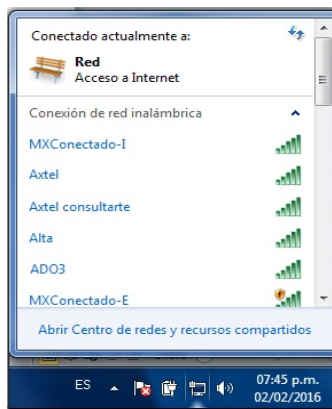 Conectado actualmente a:
Red
Acceso a Internet
Conexión de red inalámbrica
MXConectado-I
Axtel
Axtel consultarte
Alta
ADO3
MXConectado-E
Abrir Centro de redes y recursos compartidos
ES
07:45 p.m.
02/02/2016